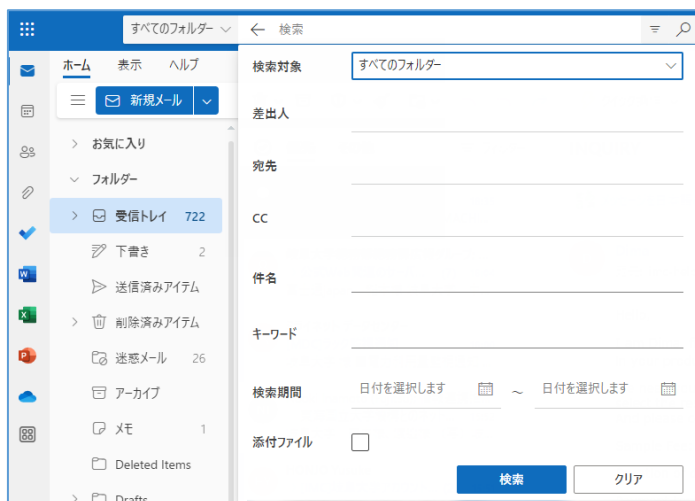 すべてのフォルダー
検索
ホーム 表示 ヘルプ
新規メール
お気に入り
フォルダー
受信トレイ 722
下書き 2
送信済みアイテム
削除済みアイテム
迷惑メール 26
アーカイブ
メモ 1
Deleted Items
Drafts
検索対象 すべてのフォルダー
差出人
宛先
CC
件名
キーワード
検索期間 日付を選択します ~ 日付を選択します
添付ファイル
検索 クリア